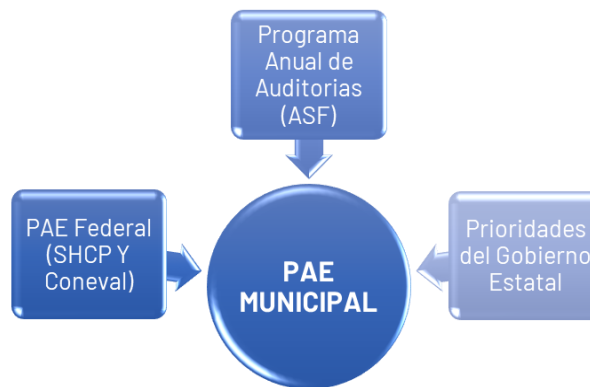 Programa
Anual de
Auditorias
(ASF)
PAE Federal
(SHCP Y
Coneval)
PAE
MUNICIPAL
Prioridades
del Gobierno
Estatal